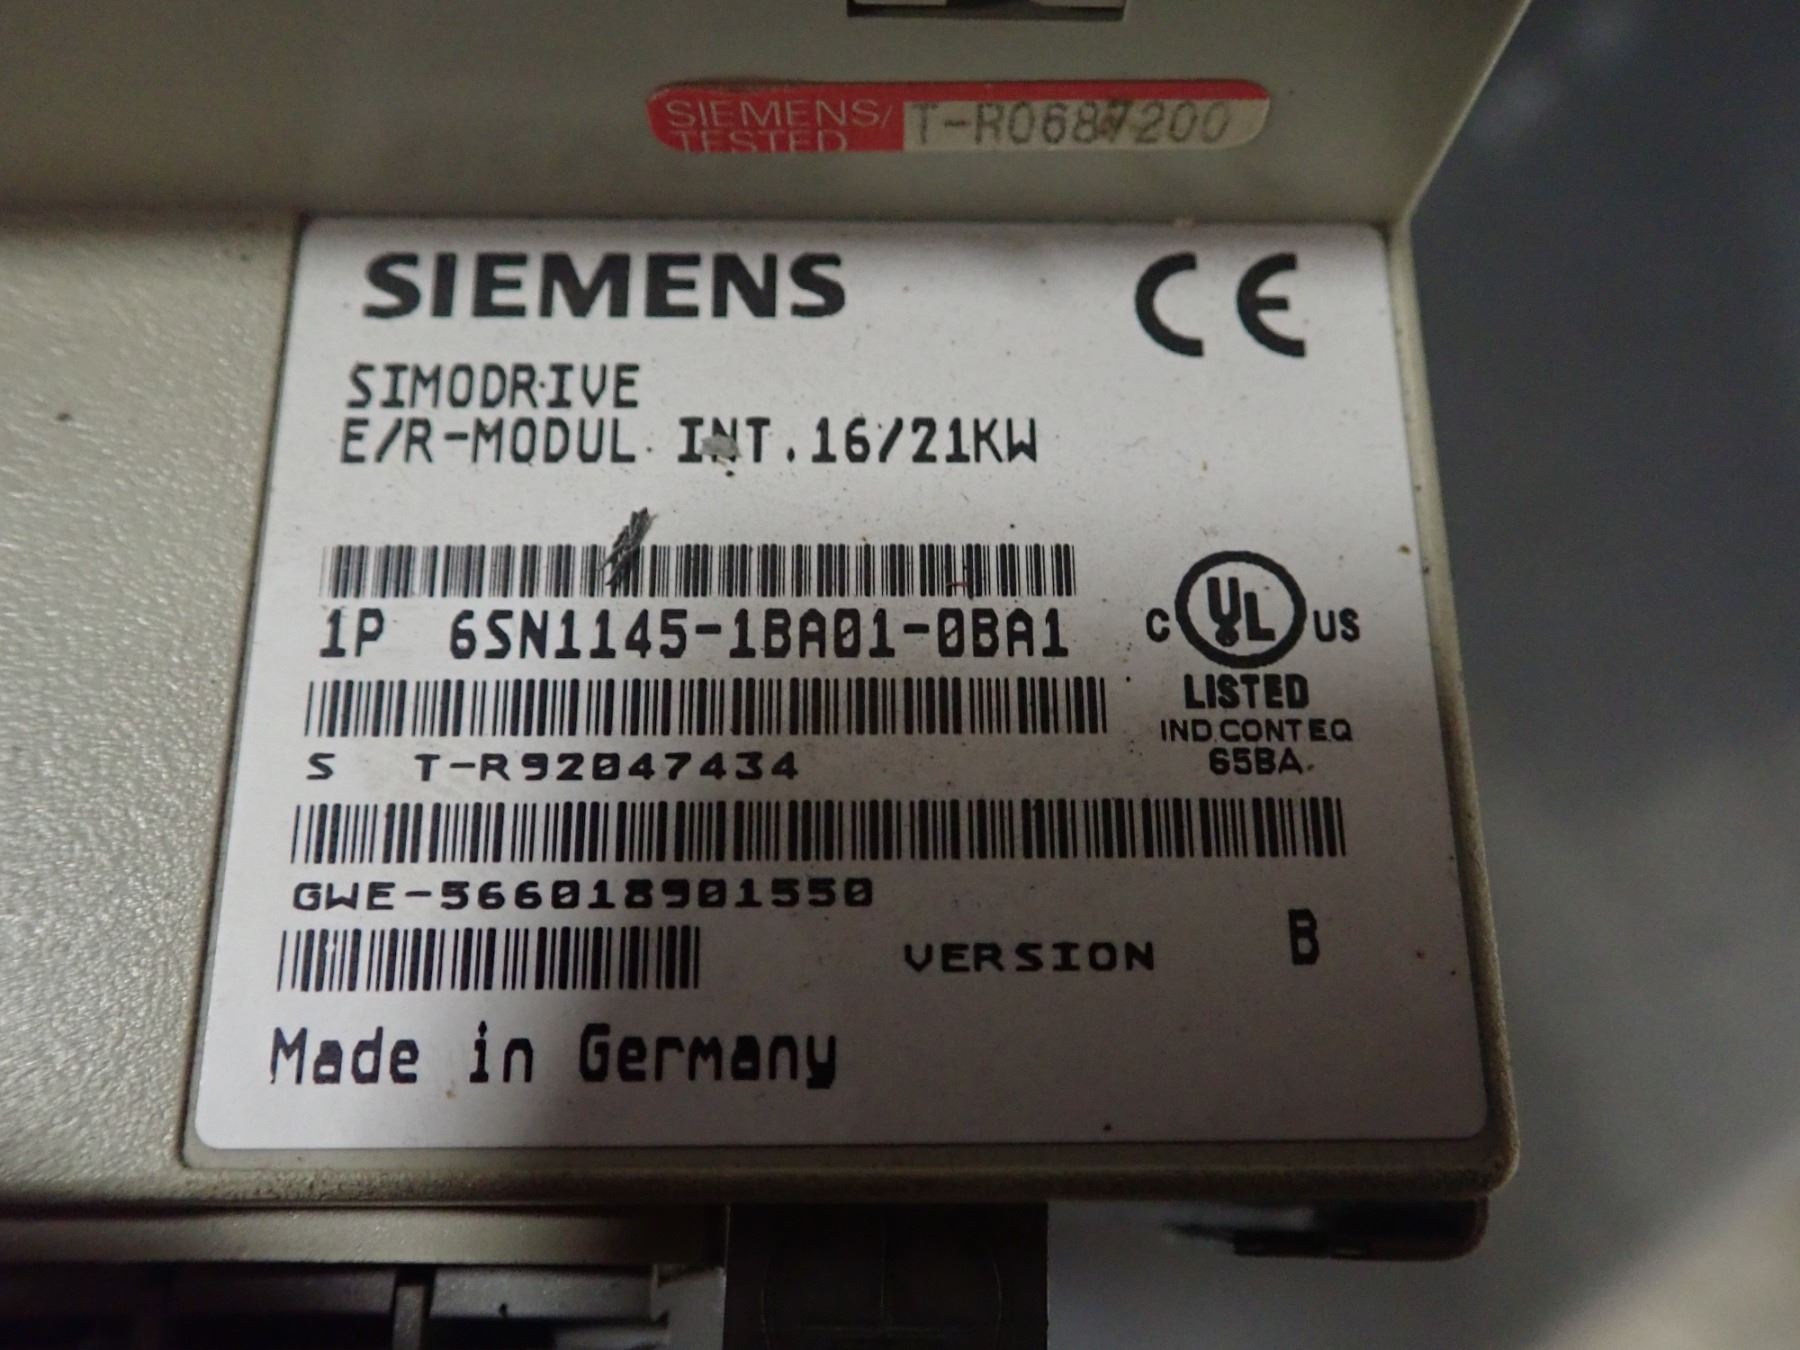 SIEMENS/ T-R0687200
TESTED
SIEMENS CE
SIMODRIVE
E/R-MODUL INT.16/21KW
1P 6SN1145-1BA01-0BA1
C UL US
LISTED
IND.CONT.EQ
65BA
S T-R92047434
GWE-566018901550
VERSION B
Made in Germany